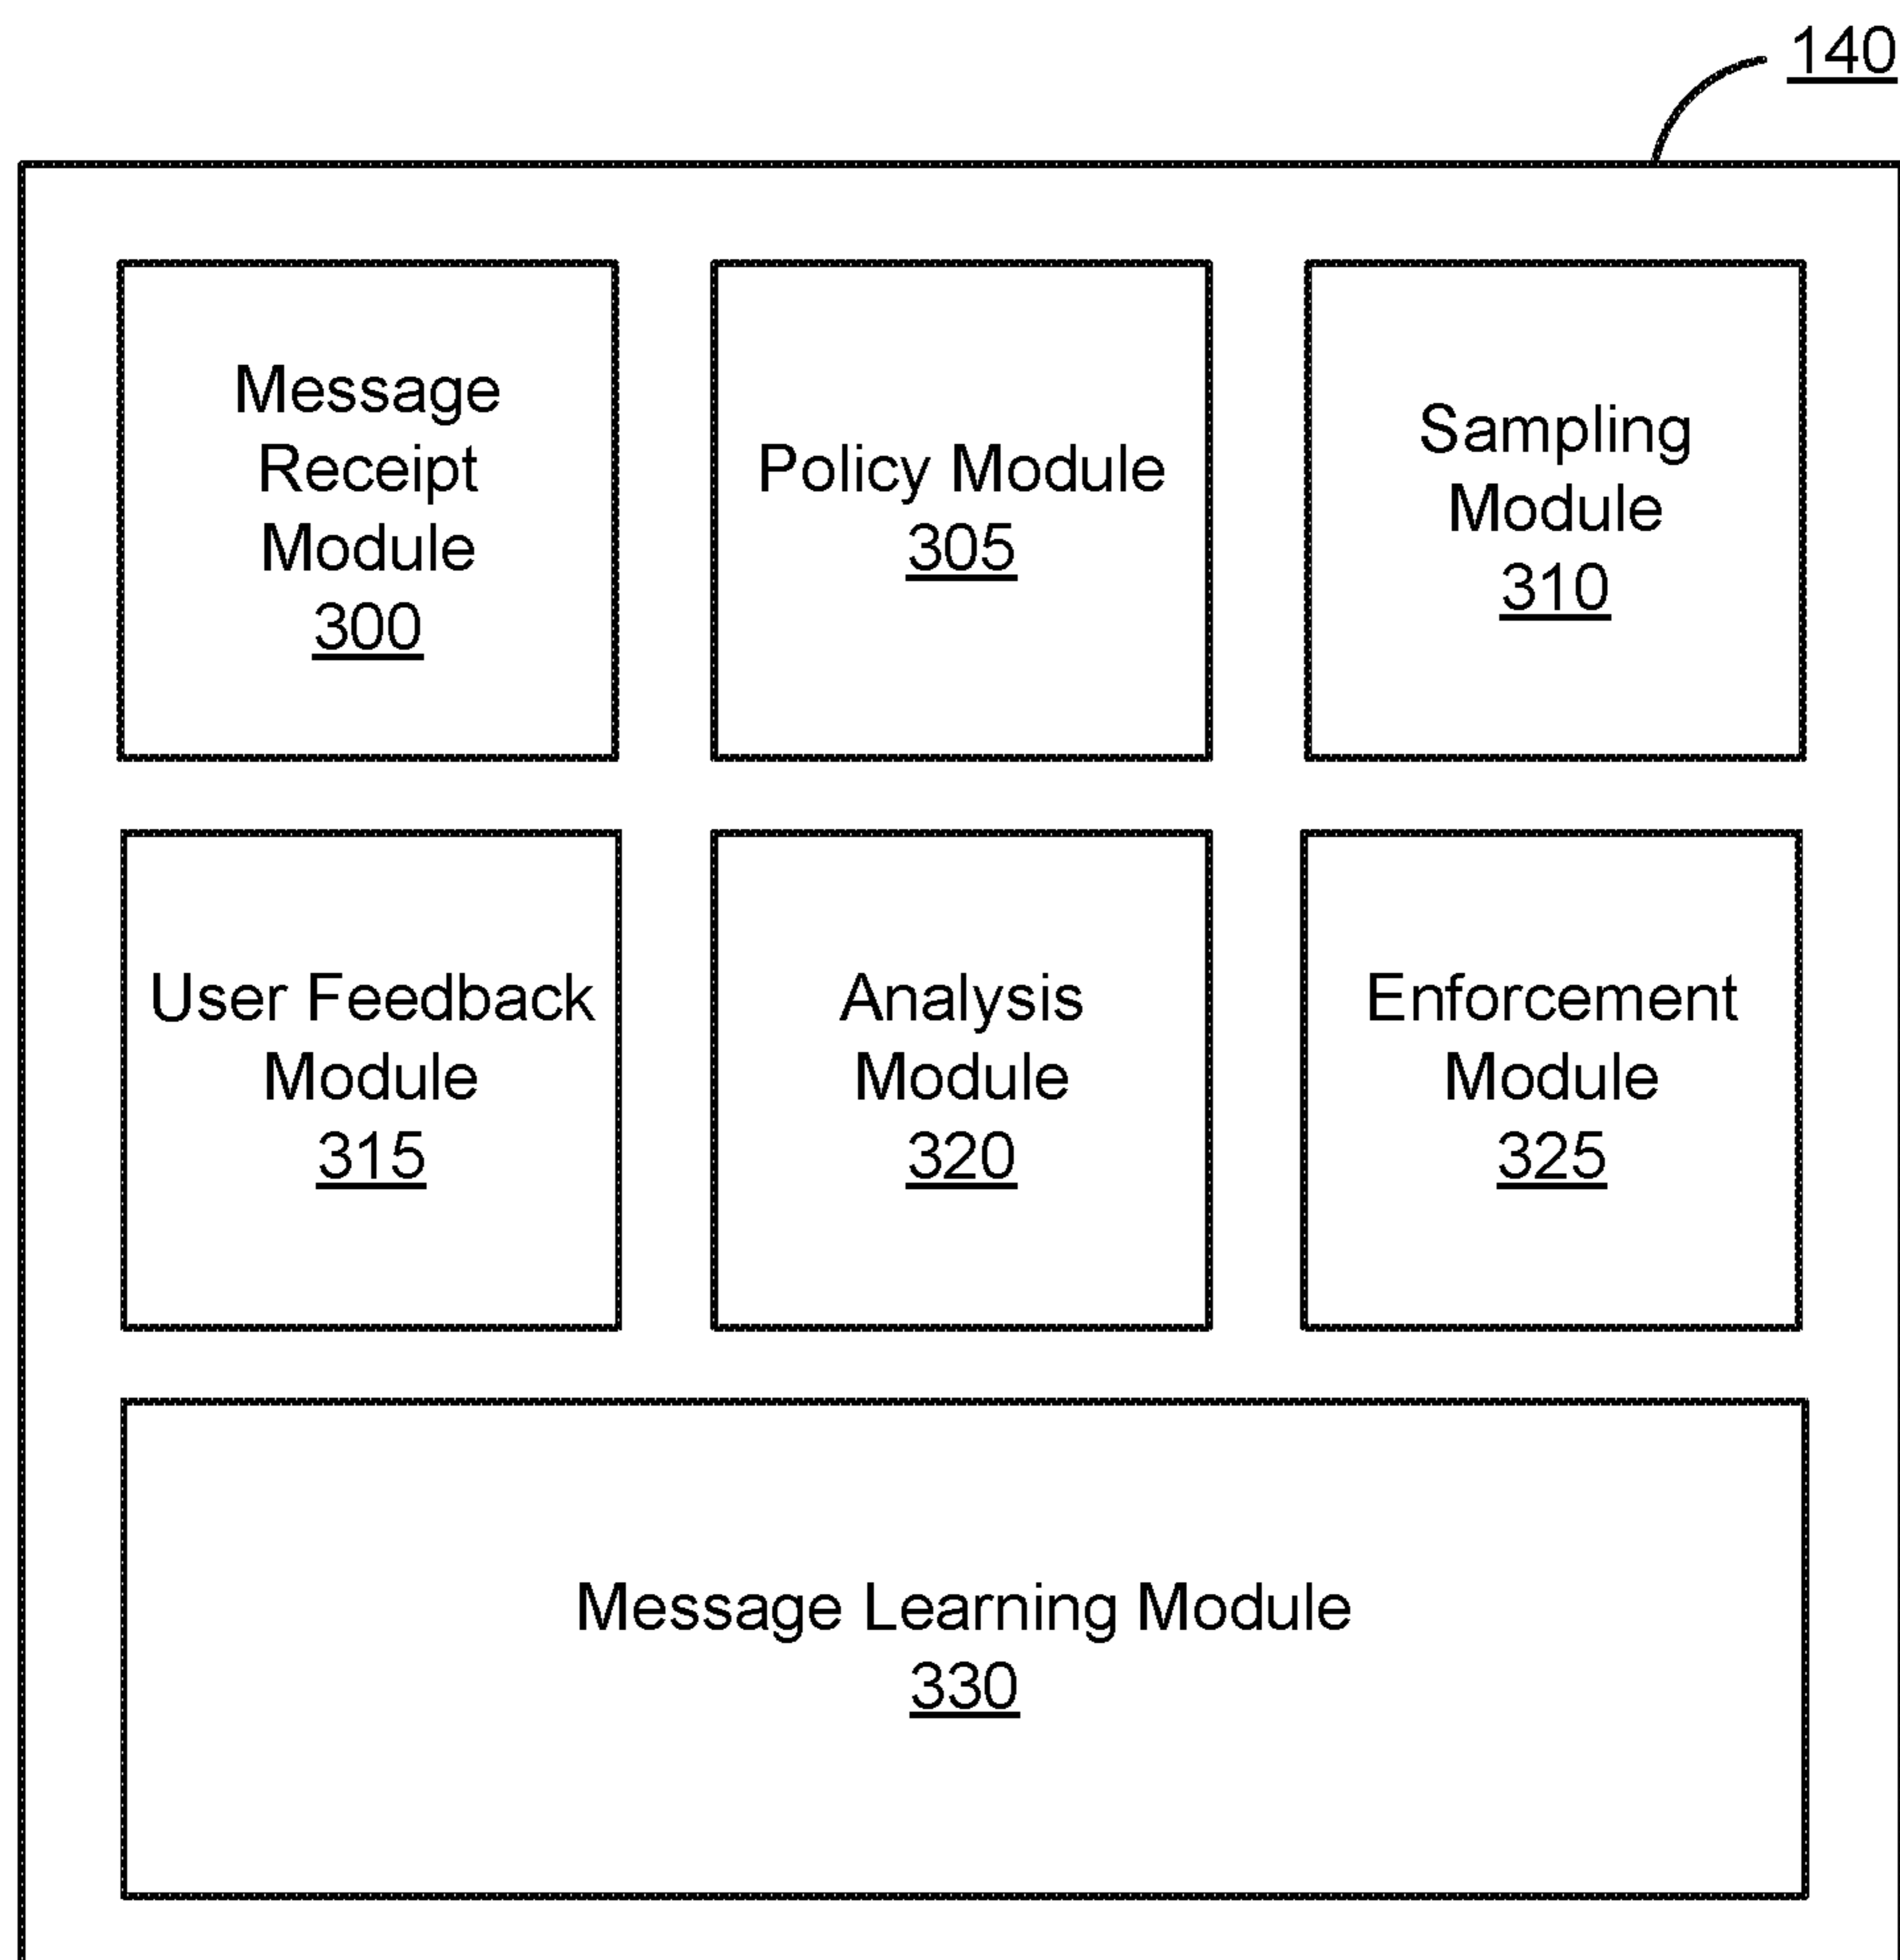 140
Message
Receipt
Module
300
Policy Module
305
Sampling
Module
310
User Feedback
Module
315
Analysis
Module
320
Enforcement
Module
325
Message Learning Module
330